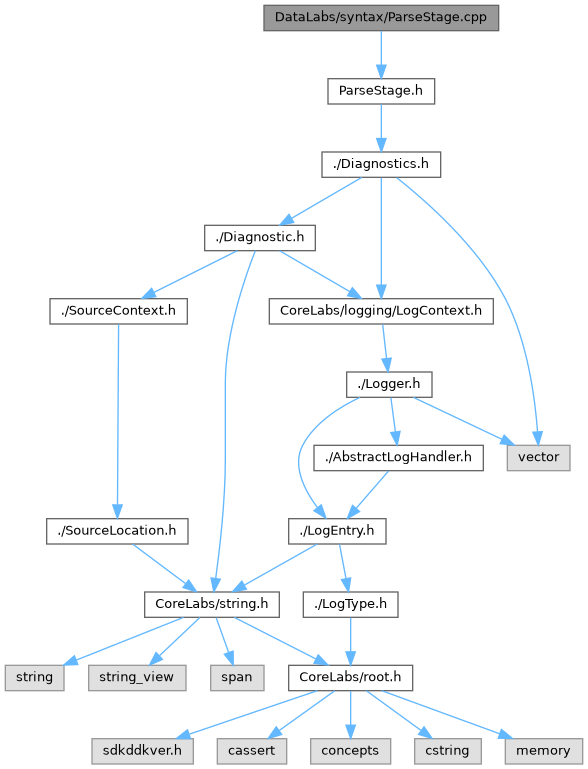 DataLabs/syntax/ParseStage.cpp
ParseStage.h
./Diagnostics.h
./Diagnostic.h
./SourceContext.h
CoreLabs/logging/LogContext.h
./Logger.h
./AbstractLogHandler.h
vector
./SourceLocation.h
./LogEntry.h
CoreLabs/string.h
./LogType.h
string
string_view
span
CoreLabs/root.h
sdkddkver.h
cassert
concepts
cstring
memory